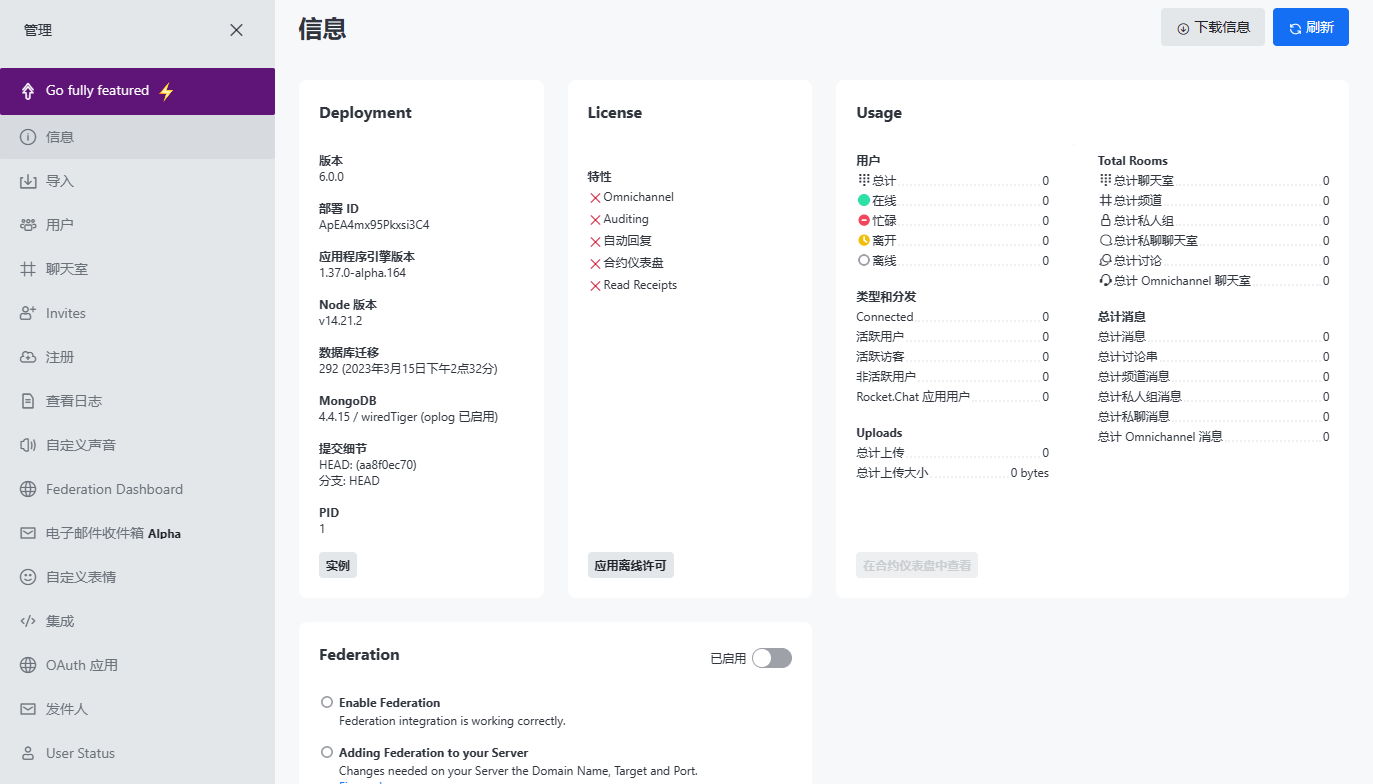 管理
Go fully featured
信息
导入
用户
聊天室
Invites
注册
查看日志
自定义声音
Federation Dashboard
电子邮件收件箱 Alpha
自定义表情
集成
OAuth 应用
发件人
User Status
信息
下载信息
刷新
Deployment
版本
6.0.0
部署 ID
ApEA4mx95Pkxsi3C4
应用程序引擎版本
1.37.0-alpha.164
Node 版本
v14.21.2
数据库迁移
292 (2023年3月15日下午2点32分)
MongoDB
4.4.15 / wiredTiger (oplog 已启用)
提交细节
HEAD: (aa8f0ec70)
分支: HEAD
PID
1
实例
License
特性
Omnichannel
Auditing
自动回复
合约仪表盘
Read Receipts
应用离线许可
Usage
用户
总计 0
在线 0
忙碌 0
离开 0
离线 0
类型和分发
Connected 0
活跃用户 0
活跃访客 0
非活跃用户 0
Rocket.Chat 应用用户 0
Uploads
总计上传 0
总计上传大小 0 bytes
Total Rooms
总计聊天室 0
总计频道 0
总计私人组 0
总计私聊聊天室 0
总计讨论 0
总计 Omnichannel 聊天室 0
总计消息
总计消息 0
总计讨论串 0
总计频道消息 0
总计私人组消息 0
总计私聊消息 0
总计 Omnichannel 消息 0
在合约仪表盘中查看
Federation
已启用
Enable Federation
Federation integration is working correctly.
Adding Federation to your Server
Changes needed on your Server the Domain Name, Target and Port.